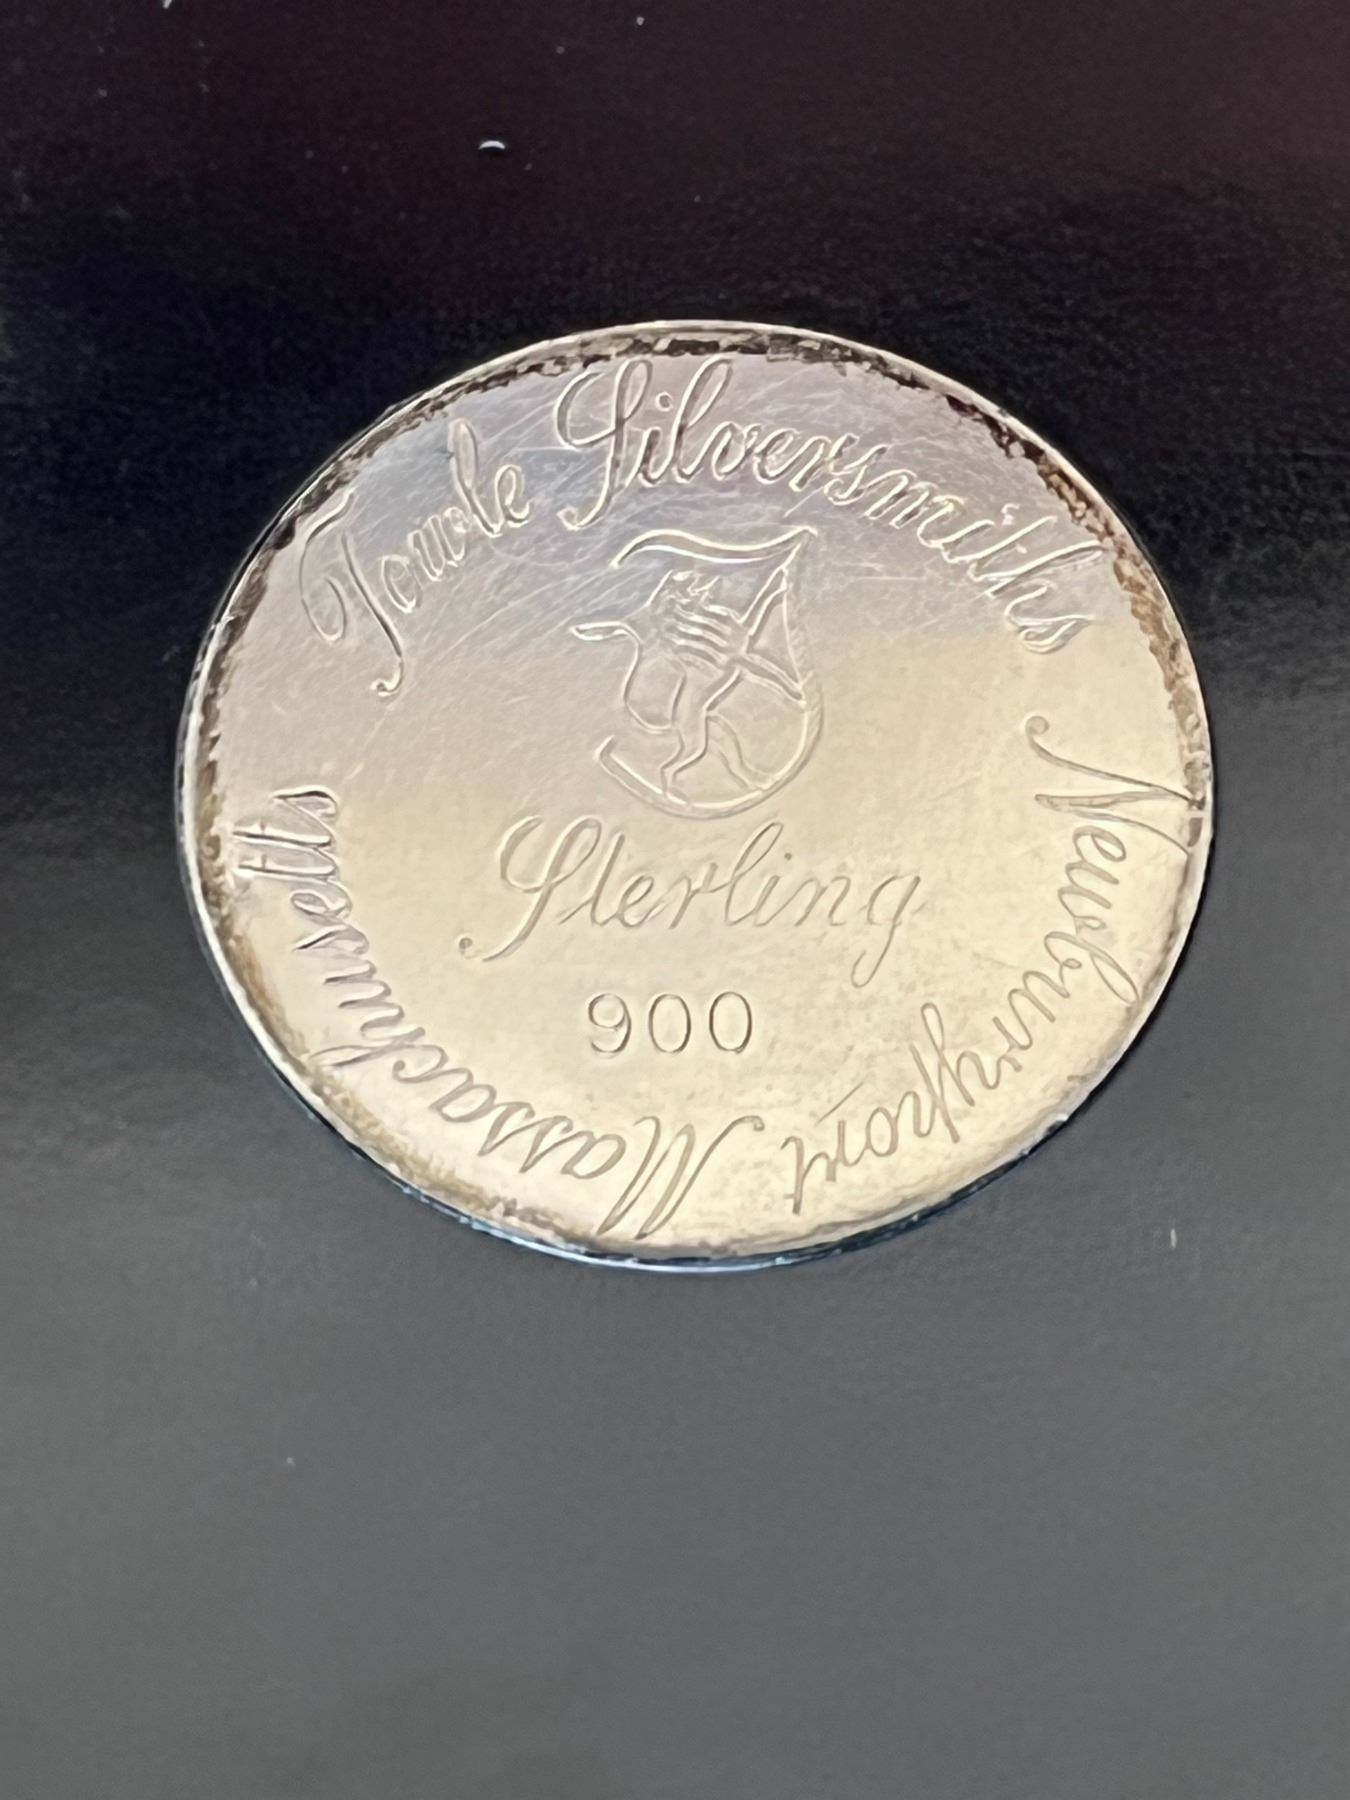 Towle Silversmiths
Newburyport
Massachusetts
Sterling
900